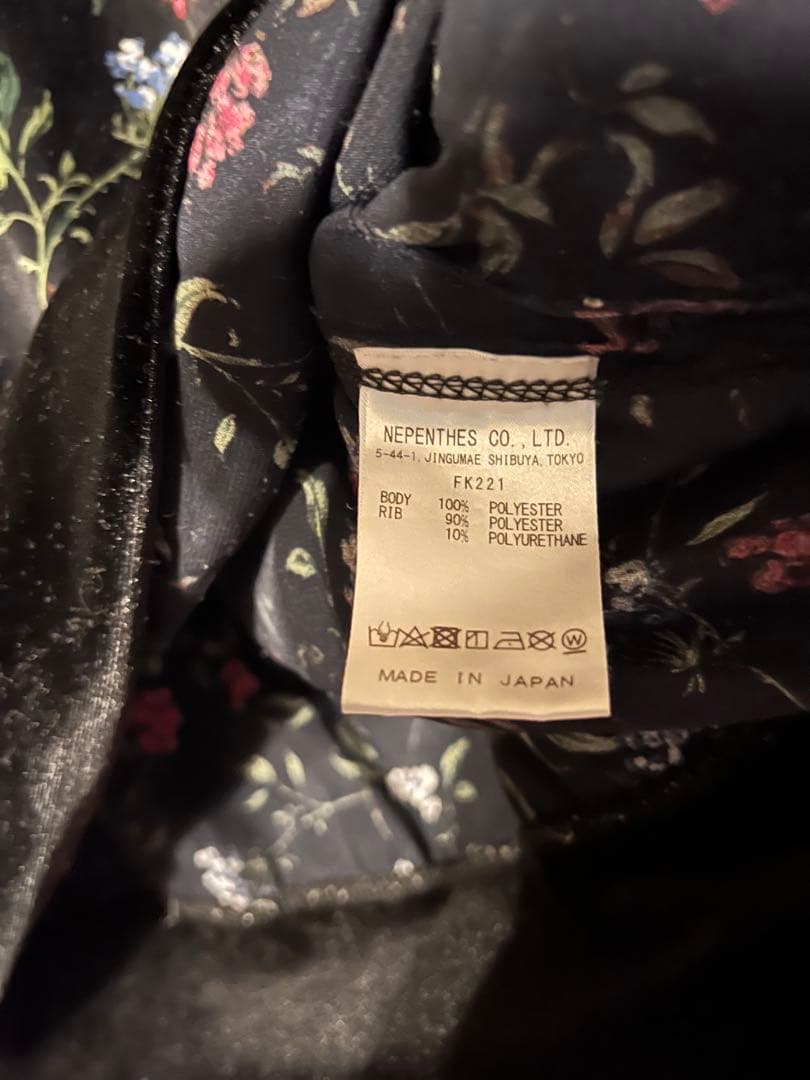 NEPENTHES CO., LTD.
5-44-1, JINGUMAE SHIBUYA, TOKYO
FK221
BODY 100% POLYESTER
RIB 90% POLYESTER
10% POLYURETHANE
W
MADE IN JAPAN